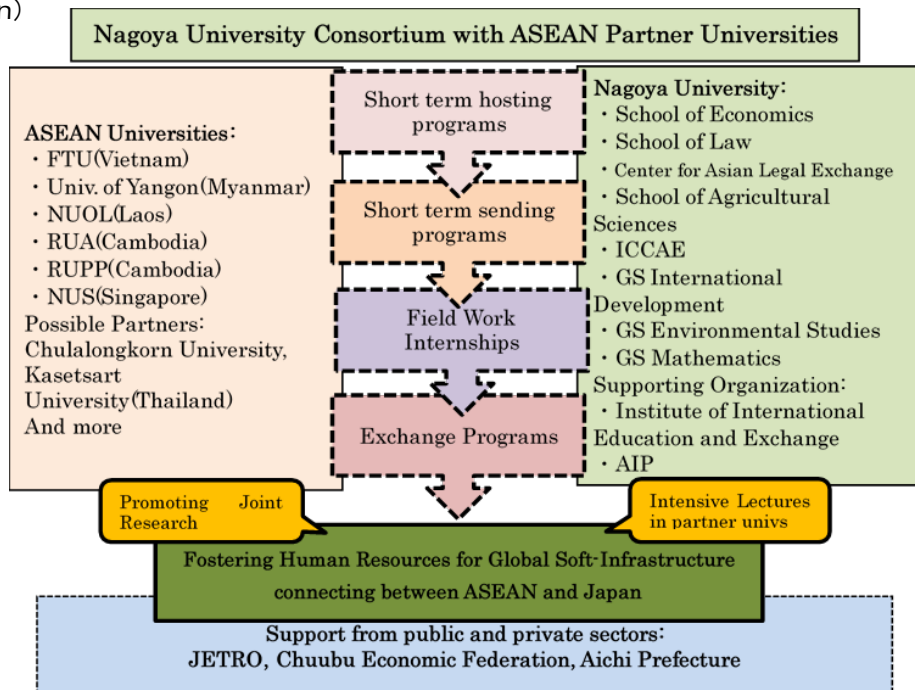 n)
Nagoya University Consortium with ASEAN Partner Universities
ASEAN Universities:
・FTU(Vietnam)
・Univ. of Yangon(Myanmar)
・NUOL(Laos)
・RUA(Cambodia)
・RUPP(Cambodia)
・NUS(Singapore)
Possible Partners:
Chulalongkorn University,
Kasetsart
University(Thailand)
And more
Short term hosting
programs
Short term sending
programs
Field Work
Internships
Exchange Programs
Nagoya University:
・School of Economics
・School of Law
・Center for Asian Legal Exchange
・School of Agricultural
Sciences
・ICCAE
・GS International
Development
・GS Environmental Studies
・GS Mathematics
Supporting Organization:
・Institute of International
Education and Exchange
・AIP
Promoting Joint
Research
Intensive Lectures
in partner univs
Fostering Human Resources for Global Soft-Infrastructure
connecting between ASEAN and Japan
Support from public and private sectors:
JETRO, Chuubu Economic Federation, Aichi Prefecture